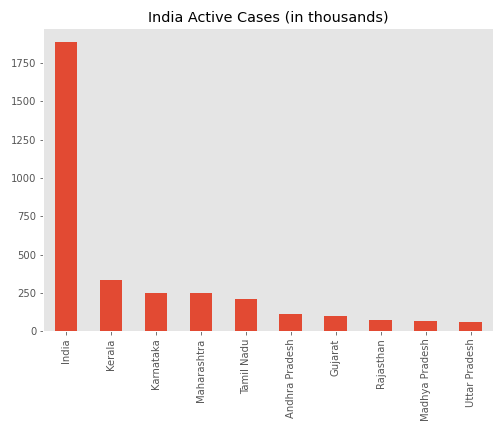 India Active Cases (in thousands)
1750
1500
1250
1000
750
500
250
0
India
Kerala
Karnataka
Maharashtra
Tamil Nadu
Andhra Pradesh
Gujarat
Rajasthan
Madhya Pradesh
Uttar Pradesh